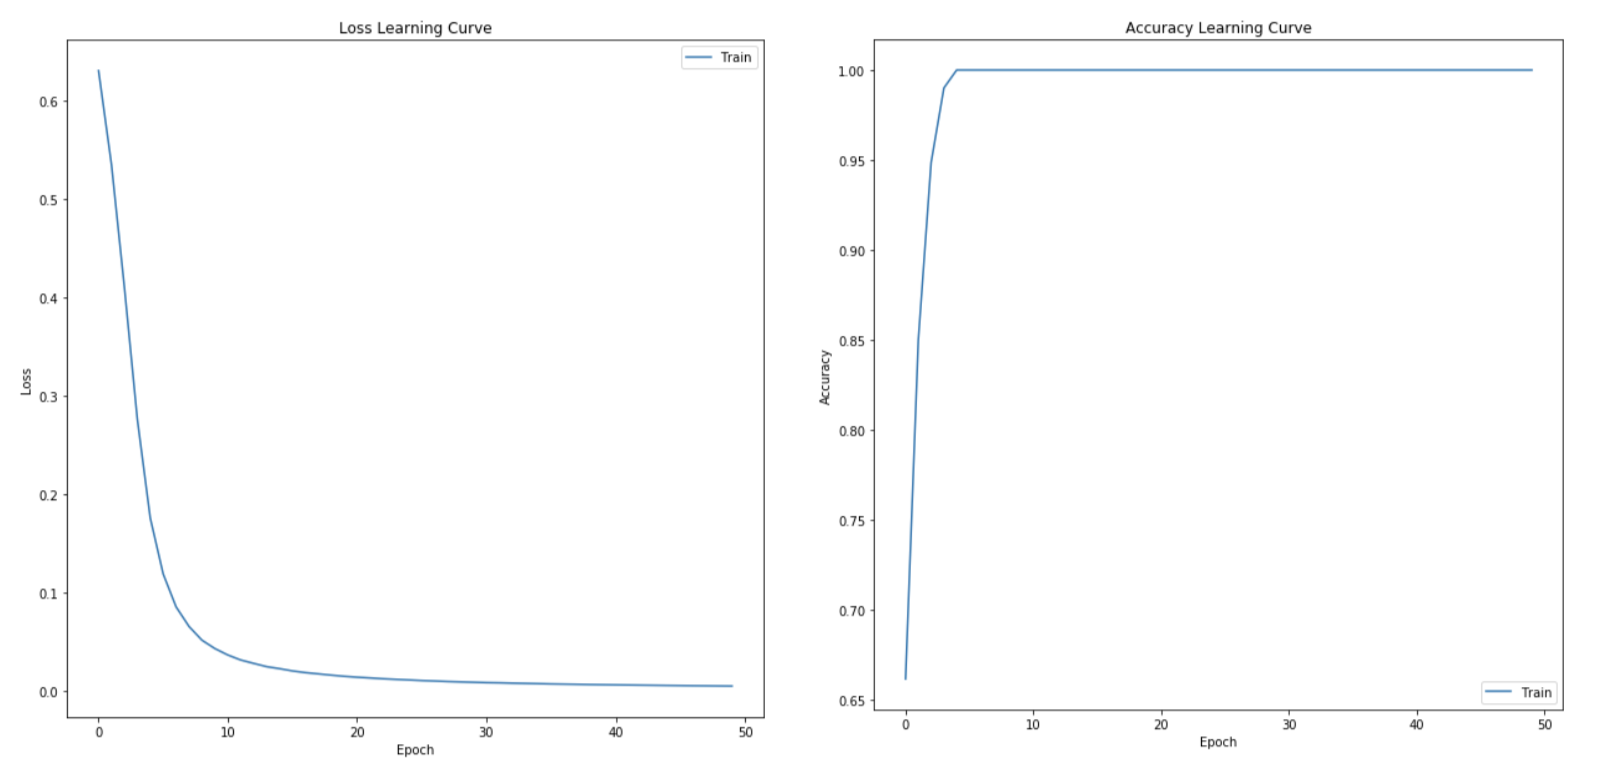 Loss Learning Curve
Train
0.6
0.5
0.4
0.3
0.2
0.1
0.0
Loss
0 10 20 30 40 50
Epoch
Accuracy Learning Curve
1.00
0.95
0.90
0.85
0.80
0.75
0.70
0.65
Accuracy
Train
0 10 20 30 40 50
Epoch